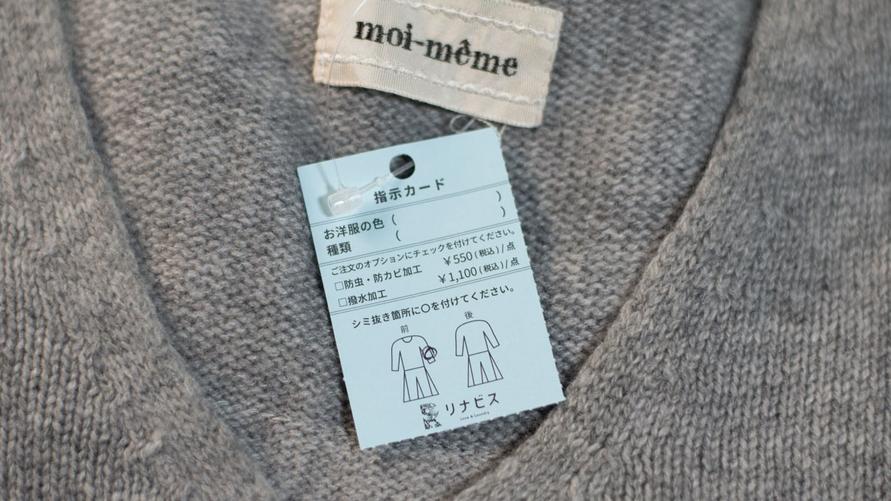 moi-même
指示カード
お洋服の色（　　　　　　　）
種類　　（　　　　　　　）
ご注文のオプションにチェックを付けてください。
□防虫・防カビ加工　￥550(税込)/点
□撥水加工　￥1,100(税込)/点
シミ抜き箇所に〇を付けてください。
前　後
リナビス
Love & Laundry